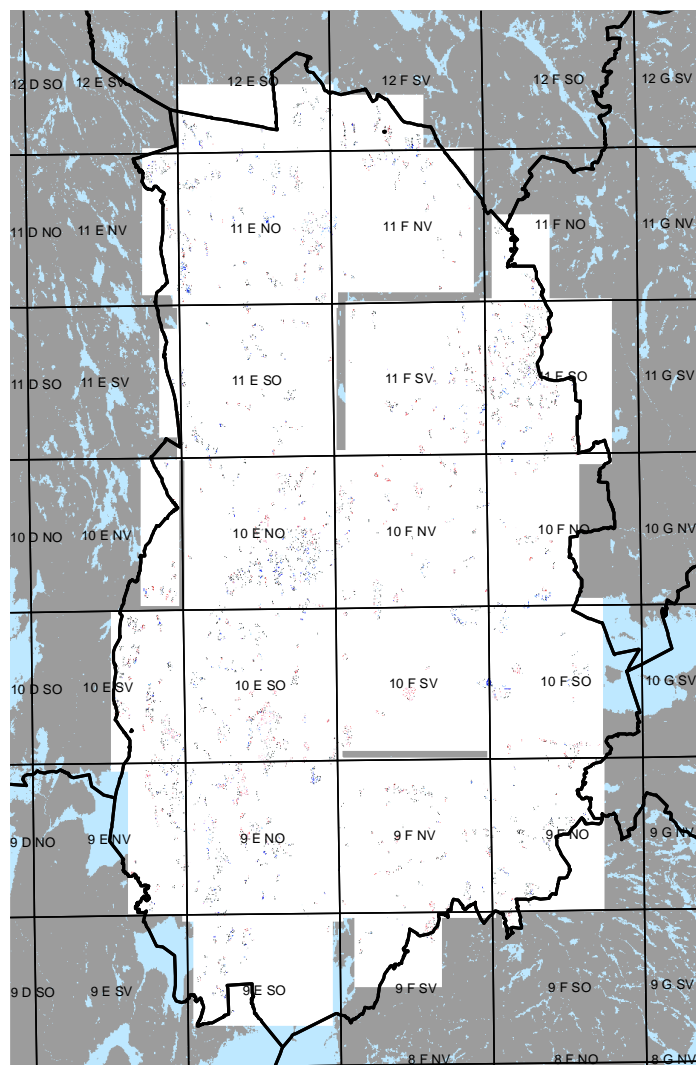 12 D SO 12 E SV 12 E SO 12 F SV 12 F SO 12 G SV
11 D NO 11 E NV 11 E NO 11 F NV 11 F NO 11 G NV
11 D SO 11 E SV 11 E SO 11 F SV 11 F SO 11 G SV
10 D NO 10 E NV 10 E NO 10 F NV 10 F NO 10 G NV
10 D SO 10 E SV 10 E SO 10 F SV 10 F SO 10 G SV
9 D NO 9 E NV 9 E NO 9 F NV 9 F NO 9 G NV
9 D SO 9 E SV 9 E SO 9 F SV 9 F SO 9 G SV
8 F NV 8 F NO 8 G NV